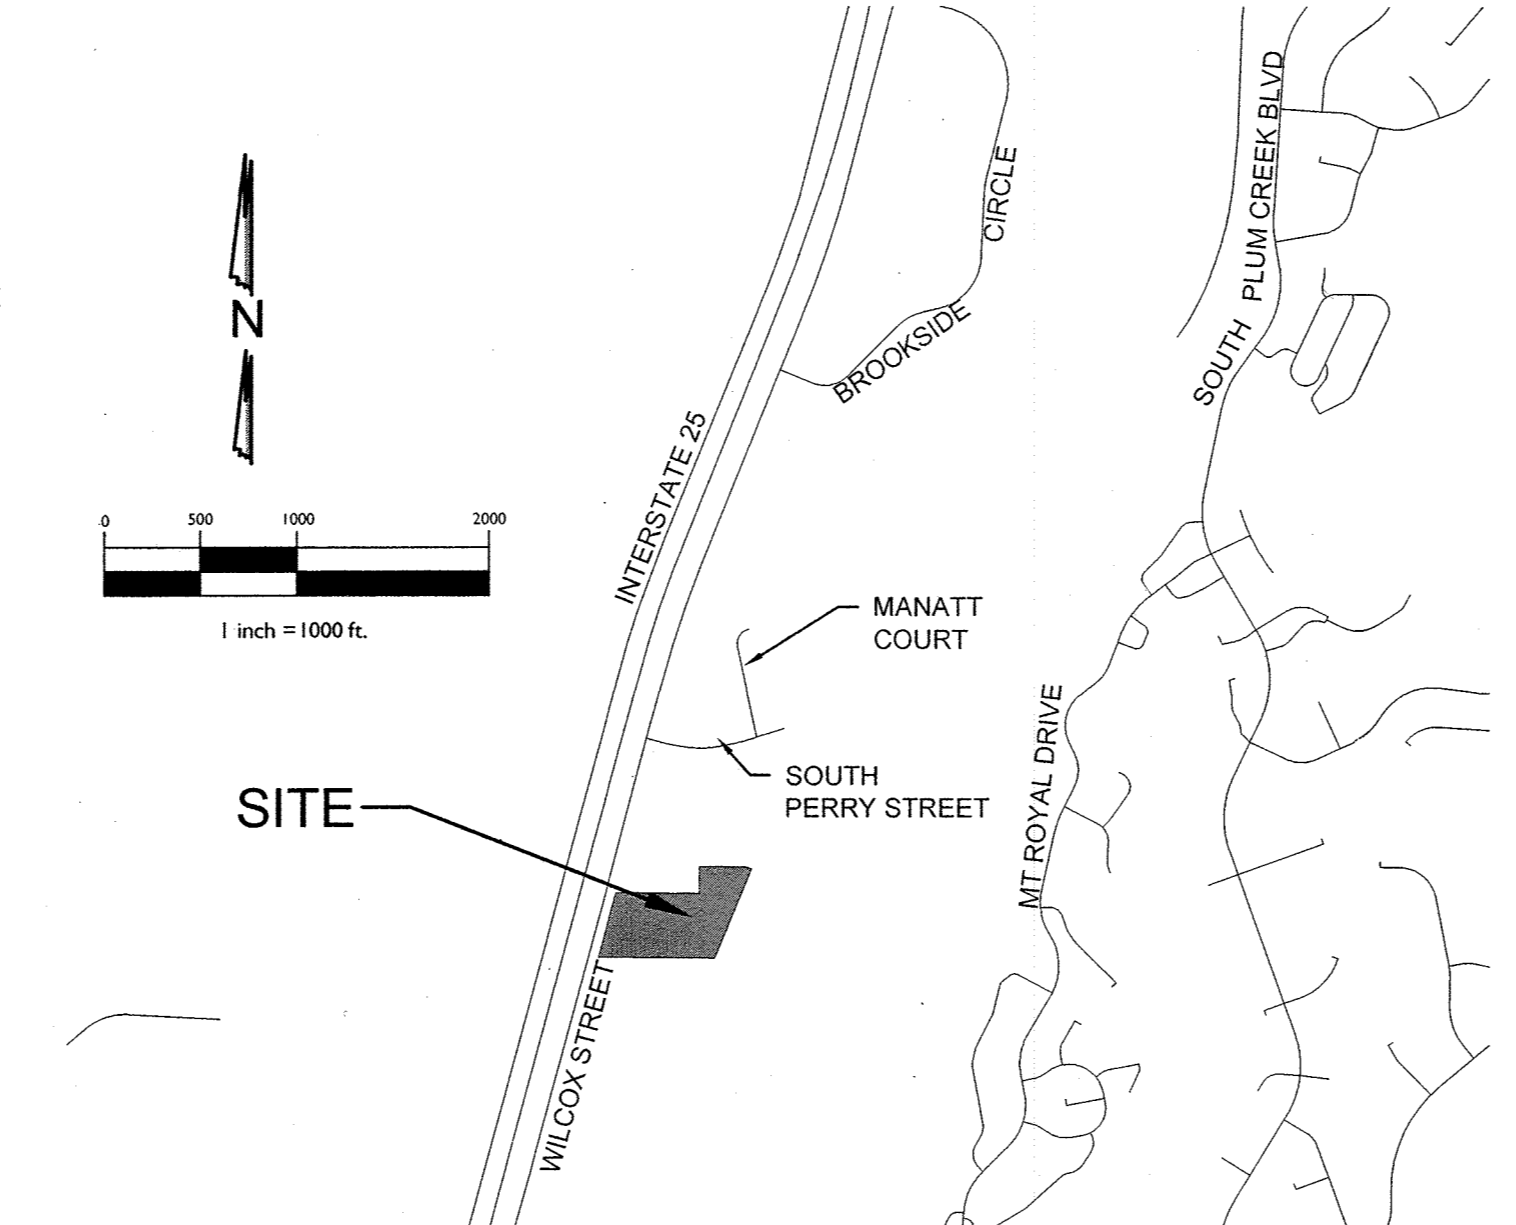 CIRCLE
SOUTH PLUM CREEK BLVD
N
BROOKSIDE
INTERSTATE 25
0 500 1000 2000
1 inch =1000 ft.
MANATT
COURT
MT ROYAL DRIVE
SOUTH
PERRY STREET
SITE
WILCOX STREET